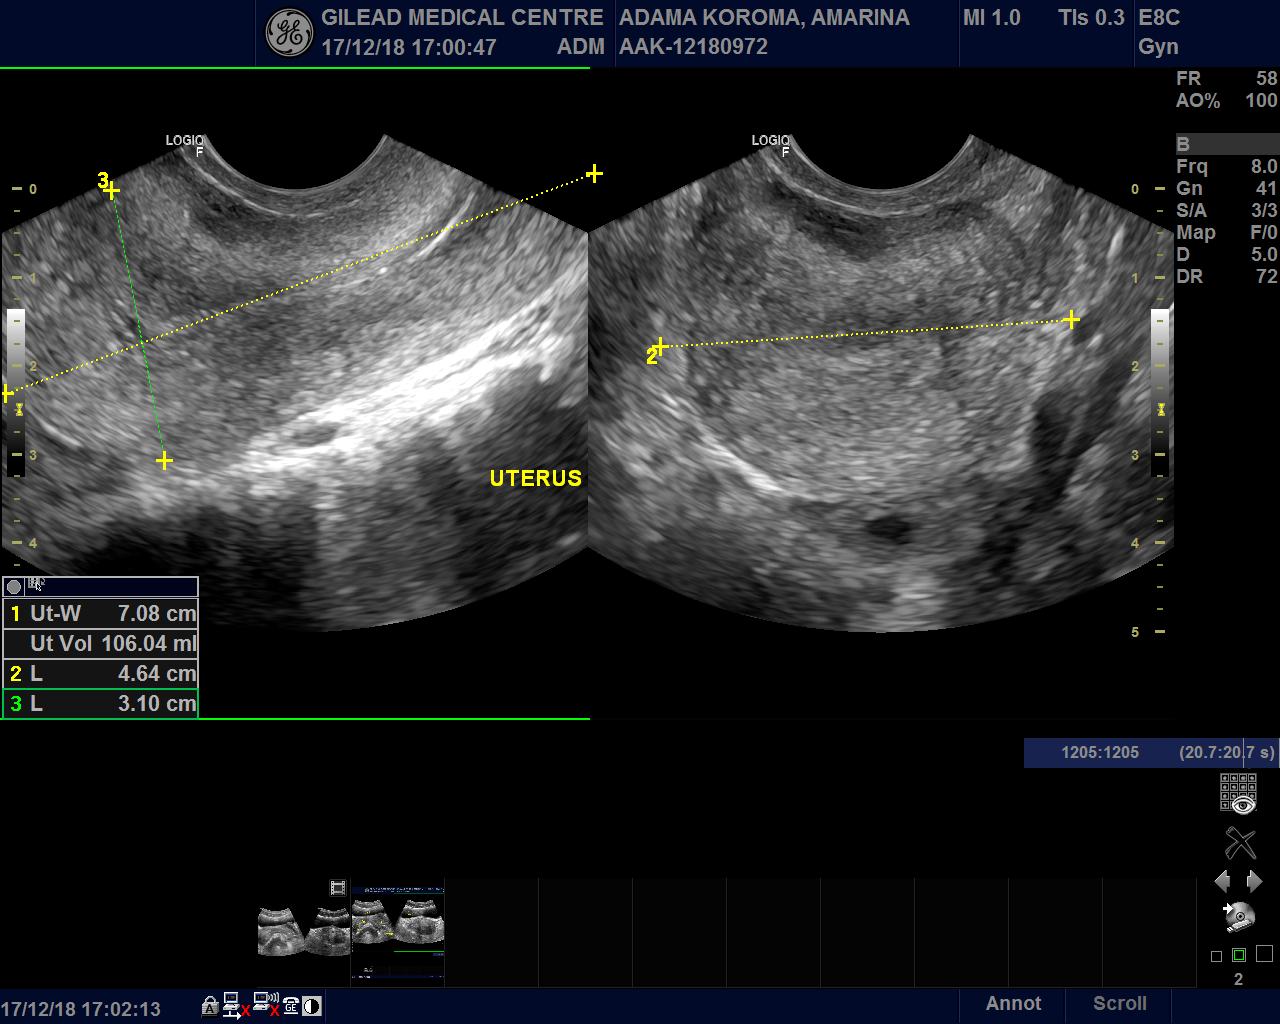 GILEAD MEDICAL CENTRE
17/12/18 17:00:47 ADM
ADAMA KOROMA, AMARINA
AAK-12180972
MI 1.0 TIs 0.3
E8C
Gyn
FR 58
AO% 100
B
Frq 8.0
Gn 41
S/A 3/3
Map F/0
D 5.0
DR 72
LOGIQ
F
LOGIQ
F
3
0
1
2
3
4
2
0
1
2
3
4
5
UTERUS
1 Ut-W 7.08 cm
Ut Vol 106.04 ml
2 L 4.64 cm
3 L 3.10 cm
1205:1205 (20.7:20.7 s)
2
17/12/18 17:02:13
Annot
Scroll